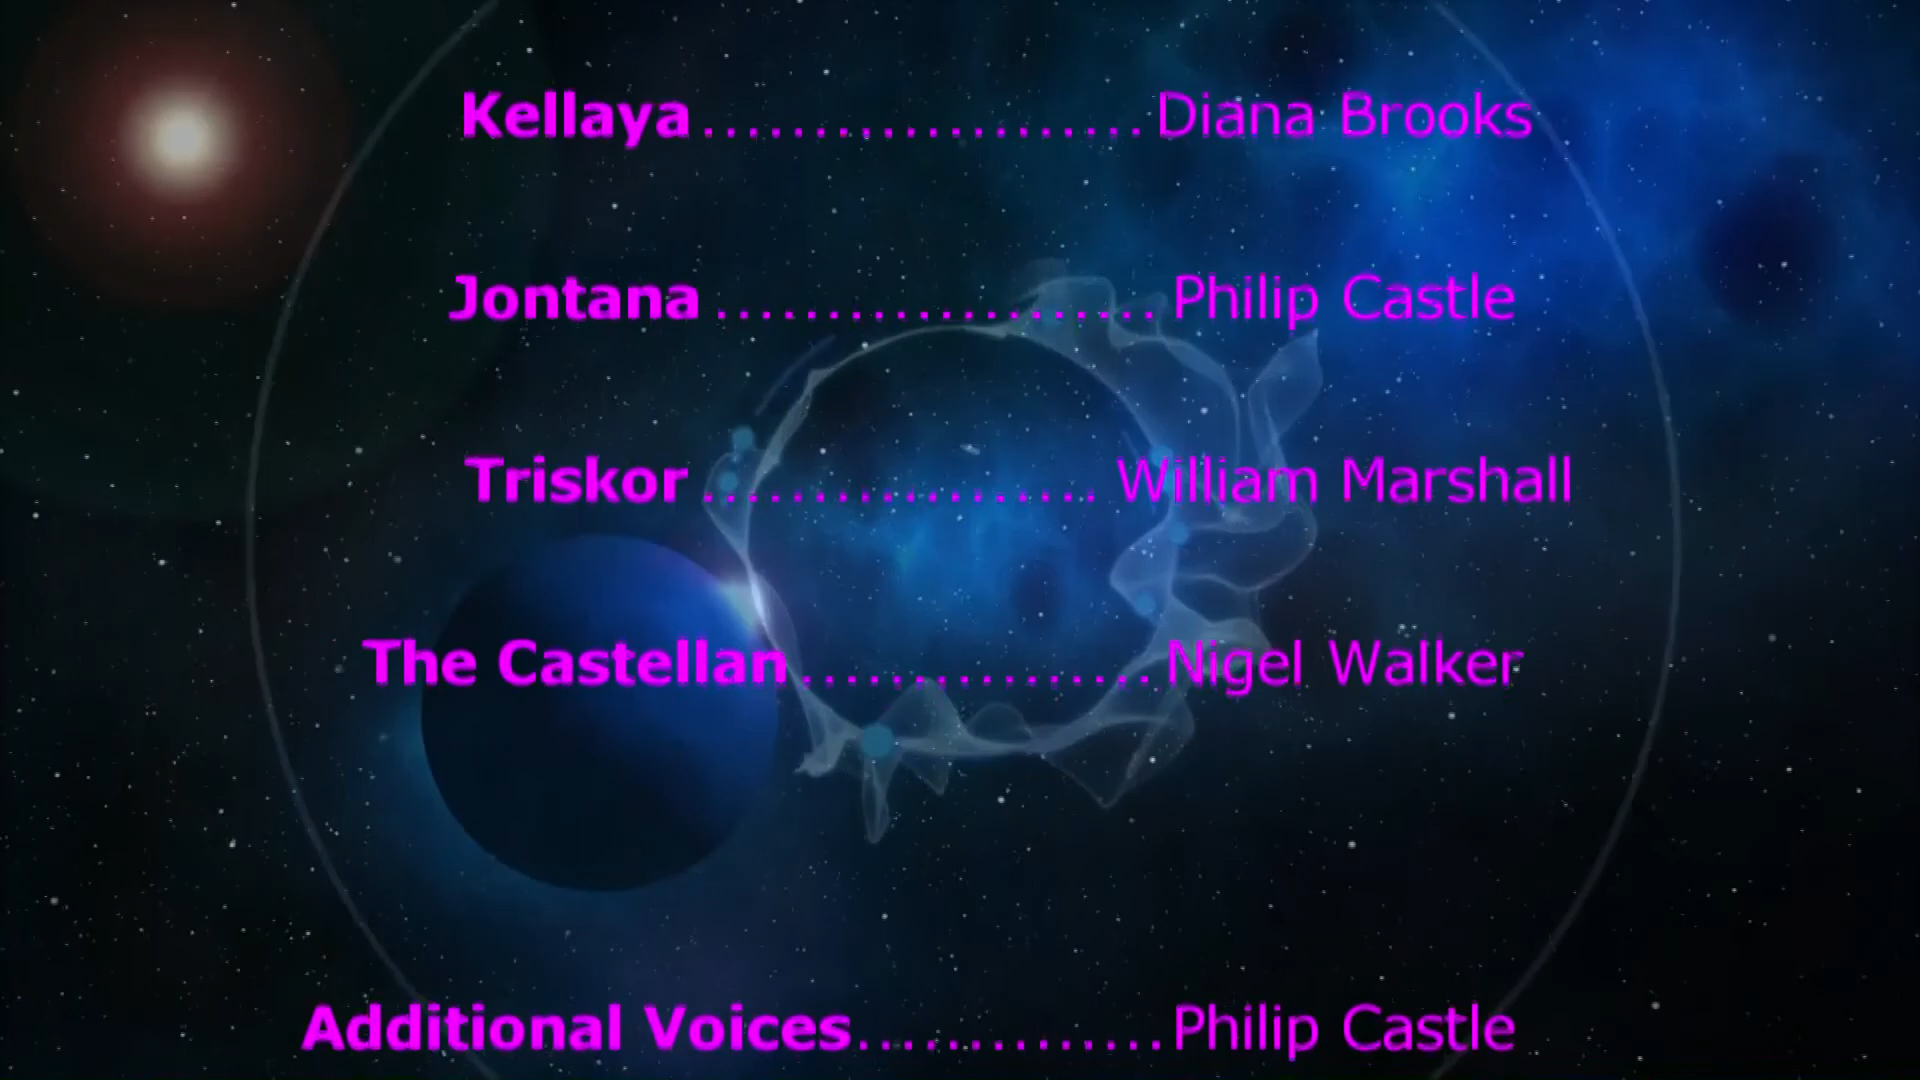 Kellaya....................Diana Brooks
Jontana....................Philip Castle
Triskor..................William Marshall
The Castellan................Nigel Walker
Additional Voices..............Philip Castle